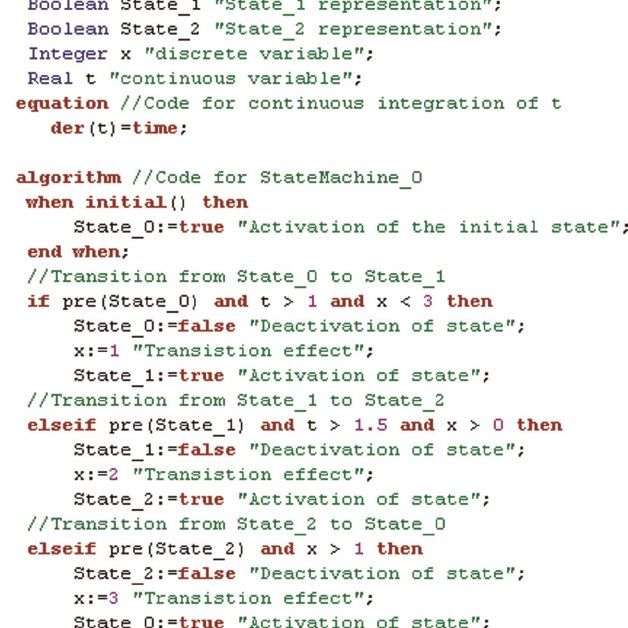 Boolean State_1 "State_1 representation";
Boolean State_2 "State_2 representation";
Integer x "discrete variable";
Real t "continuous variable";
equation //Code for continuous integration of t
der(t)=time;
algorithm //Code for StateMachine_0
when initial() then
State_0:=true "Activation of the initial state";
end when;
//Transition from State_0 to State_1
if pre(State_0) and t > 1 and x < 3 then
State_0:=false "Deactivation of state";
x:=1 "Transistion effect";
State_1:=true "Activation of state";
//Transition from State_1 to State_2
elseif pre(State_1) and t > 1.5 and x > 0 then
State_1:=false "Deactivation of state";
x:=2 "Transistion effect";
State_2:=true "Activation of state";
//Transition from State_2 to State_0
elseif pre(State_2) and x > 1 then
State_2:=false "Deactivation of state";
x:=3 "Transistion effect";
State_0:=true "Activation of state";